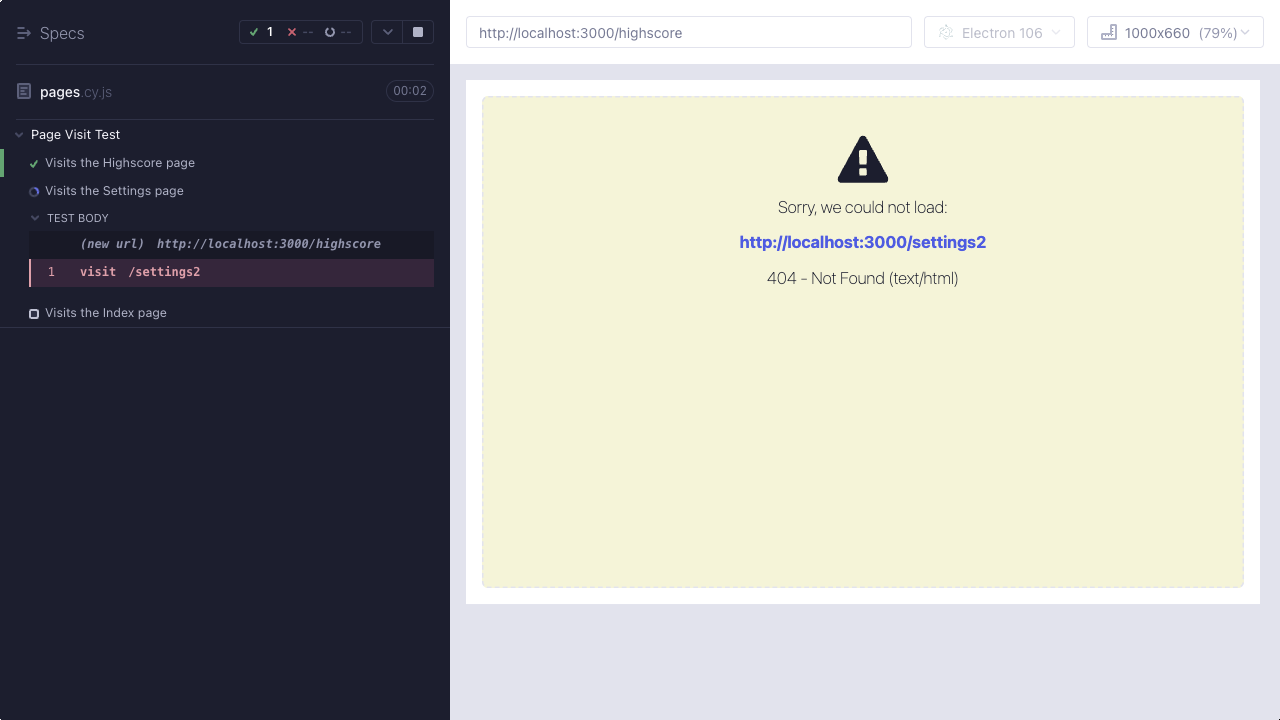 Specs 1 -- --
pages.cy.js 00:02
Page Visit Test
Visits the Highscore page
Visits the Settings page
TEST BODY
(new url) http://localhost:3000/highscore
1 visit /settings2
Visits the Index page
http://localhost:3000/highscore Electron 106 1000x660 (79%)
Sorry, we could not load:
http://localhost:3000/settings2
404 - Not Found (text/html)